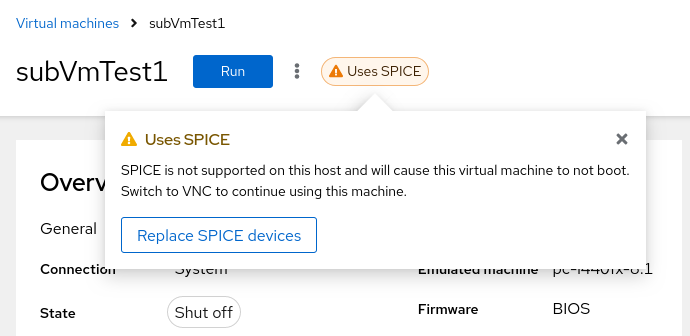 Virtual machines > subVmTest1
subVmTest1 Run Uses SPICE
Uses SPICE
SPICE is not supported on this host and will cause this virtual machine to not boot.
Switch to VNC to continue using this machine.
Replace SPICE devices
Overv
General
Connection System Emulated machine pc-i440fx-8.1
State Shut off Firmware BIOS